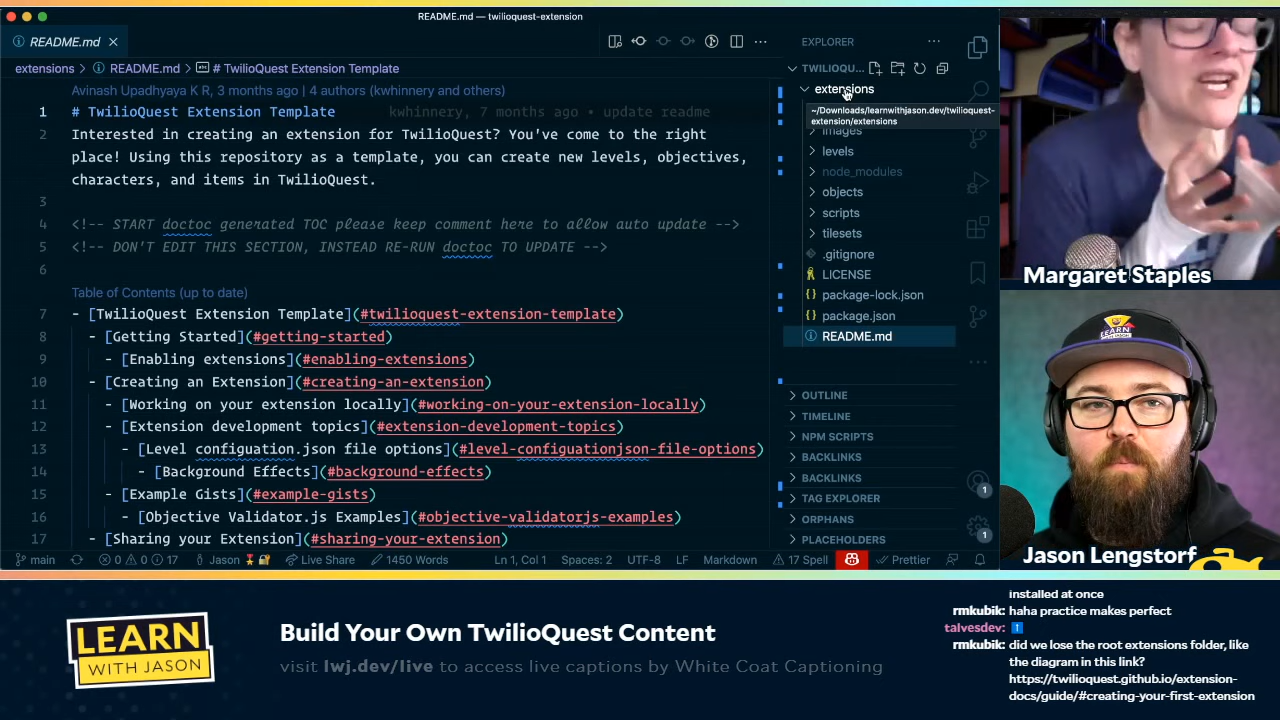 README.md — twilioquest-extension
README.md
extensions > README.md > # TwilioQuest Extension Template
Avinash Upadhyaya K R, 3 months ago | 4 authors (kwhinnery and others)
1 # TwilioQuest Extension Template kwhinnery, 7 months ago • update readme
2 Interested in creating an extension for TwilioQuest? You've come to the right
place! Using this repository as a template, you can create new levels, objectives,
characters, and items in TwilioQuest.
3
4 <!-- START doctoc generated TOC please keep comment here to allow auto update -->
5 <!-- DON'T EDIT THIS SECTION, INSTEAD RE-RUN doctoc TO UPDATE -->
6
Table of Contents (up to date)
7 - [TwilioQuest Extension Template](#twilioquest-extension-template)
8 - [Getting Started](#getting-started)
9 - [Enabling extensions](#enabling-extensions)
10 - [Creating an Extension](#creating-an-extension)
11 - [Working on your extension locally](#working-on-your-extension-locally)
12 - [Extension development topics](#extension-development-topics)
13 - [Level configuation.json file options](#level-configuationjson-file-options)
14 - [Background Effects](#background-effects)
15 - [Example Gists](#example-gists)
16 - [Objective Validator.js Examples](#objective-validatorjs-examples)
17 - [Sharing your Extension](#sharing-your-extension)
EXPLORER
TWILIOQU...
extensions
~/Downloads/learnwithjason.dev/twilioquest-
extension/extensions
images
levels
node_modules
objects
scripts
tilesets
.gitignore
LICENSE
package-lock.json
package.json
README.md
OUTLINE
TIMELINE
NPM SCRIPTS
BACKLINKS
BACKLINKS
TAG EXPLORER
ORPHANS
PLACEHOLDERS
1
1
main 0 0 17 Jason Live Share 1450 Words Ln 1, Col 1 Spaces: 2 UTF-8 LF Markdown 17 Spell Prettier
Margaret Staples
LEARN
Jason Lengstorf
LEARN
WITH JASON
Build Your Own TwilioQuest Content
visit lwj.dev/live to access live captions by White Coat Captioning
installed at once
rmkubik: haha practice makes perfect
talvesdev:
rmkubik: did we lose the root extensions folder, like
the diagram in this link?
https://twilioquest.github.io/extension-
docs/guide/#creating-your-first-extension